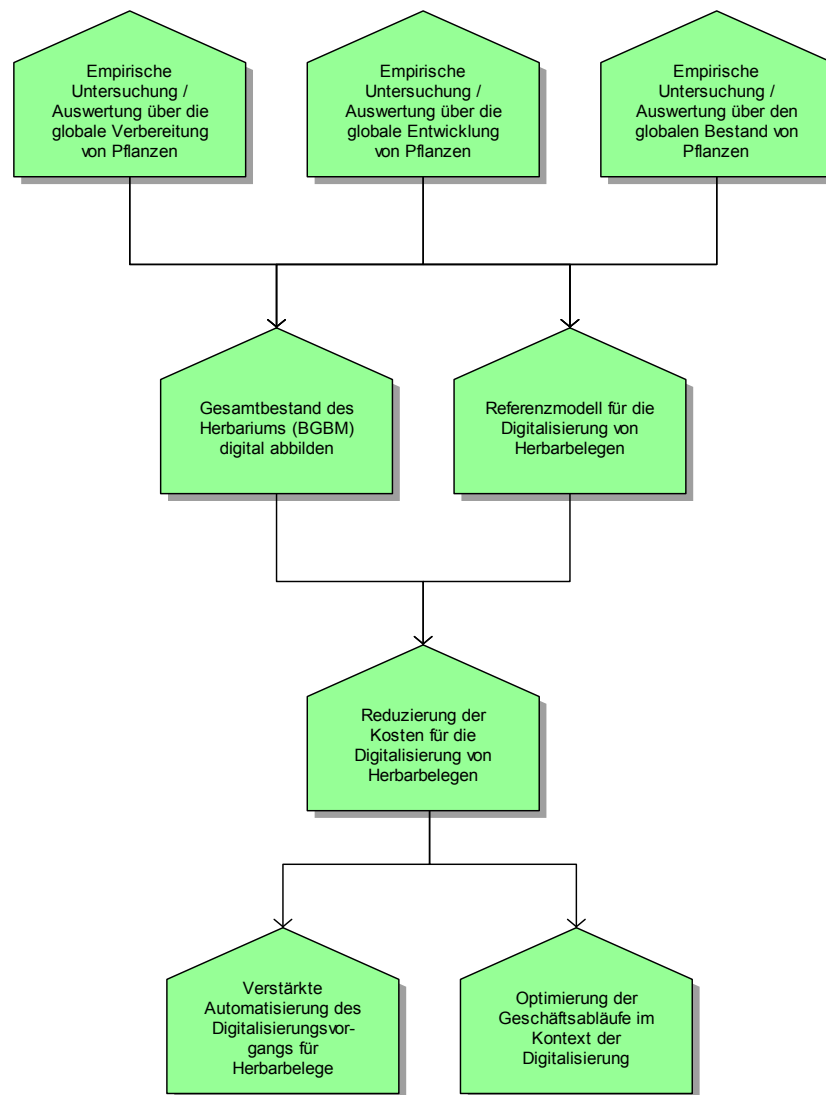 Empirische
Untersuchung /
Auswertung über die
globale Verbereitung
von Pflanzen
Empirische
Untersuchung /
Auswertung über die
globale Entwicklung
von Pflanzen
Empirische
Untersuchung /
Auswertung über den
globalen Bestand von
Pflanzen
Gesamtbestand des
Herbariums (BGBM)
digital abbilden
Referenzmodell für die
Digitalisierung von
Herbarbelegen
Reduzierung der
Kosten für die
Digitalisierung von
Herbarbelegen
Verstärkte
Automatisierung des
Digitalisierungsvor-
gangs für
Herbarbelege
Optimierung der
Geschäftsabläufe im
Kontext der
Digitalisierung